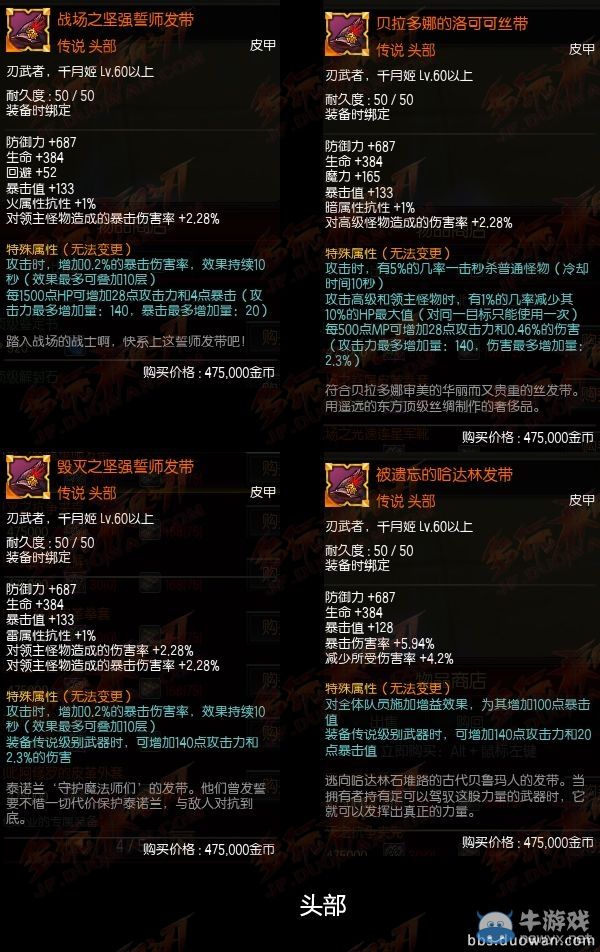 战场之坚强誓师发带
传说 头部
皮甲
刃武者，千月姬 Lv.60以上
耐久度 : 50 / 50
装备时绑定
防御力 +687
生命 +384
回避 +52
暴击值 +133
火属性抗性 +1%
对领主怪物造成的暴击伤害率 +2,28%
特殊属性（无法变更）
攻击时，增加0,2%的暴击伤害率，效果持续10
秒（效果最多可叠加10层）
每1500点HP可增加28点攻击力和4点暴击（攻
击力最多增加量：140，暴击最多增加量：20）
踏入战场的战士啊，快系上这誓师发带吧！
购买价格 : 475,000金币
贝拉多娜的洛可可丝带
传说 头部
皮甲
刃武者，千月姬 Lv.60以上
耐久度 : 50 / 50
装备时绑定
防御力 +687
生命 +384
魔力 +165
暴击值 +133
暗属性抗性 +1%
对高级怪物造成的暴击伤害率 +2,28%
特殊属性（无法变更）
攻击时，有5%的几率一击秒杀普通怪物（冷却
时间10秒）
攻击高级和领主怪物时，有1%的几率减少其
10%的HP最大值（对同一目标只能使用一次）
每500点MP可增加28点攻击力和0.46%的伤害
（攻击力最多增加量：140，伤害最多增加量：
2,3%）
符合贝拉多娜审美的华丽而又贵重的丝发带。
用遥远的东方顶级丝绸制作的奢侈品。
购买价格 : 475,000金币
毁灭之坚强誓师发带
传说 头部
皮甲
刃武者，千月姬 Lv.60以上
耐久度 : 50 / 50
装备时绑定
防御力 +687
生命 +384
暴击值 +133
雷属性抗性 +1%
对领主怪物造成的伤害率 +2,28%
对领主怪物造成的暴击伤害率 +2,28%
特殊属性（无法变更）
攻击时，增加0,2%的暴击伤害率，效果持续10
秒（效果最多可叠加10层）
装备传说级别武器时，可增加140点攻击力和
2,3%的伤害
泰诺兰‘守护魔法师们’的发带。他们曾发誓
要不惜一切代价保护泰诺兰，与敌人对抗到
底。
购买价格 : 475,000金币
被遗忘的哈达林发带
传说 头部
皮甲
刃武者，千月姬 Lv.60以上
耐久度 : 50 / 50
装备时绑定
防御力 +687
生命 +384
暴击值 +128
暴击伤害率 +5,94%
减少所受伤害率 +4,2%
特殊属性（无法变更）
对全体队员施加增益效果，为其增加100点暴击
值
装备传说级别武器时，可增加140点攻击力和20
点暴击值
逃向哈达林石堆路的古代贝鲁玛人的发带。当
拥有者持有足可以驾驭这股力量的武器时，它
就可以发挥出真正的力量。
购买价格 : 475,000金币
头部
牛游戏
bbs.duowan.com